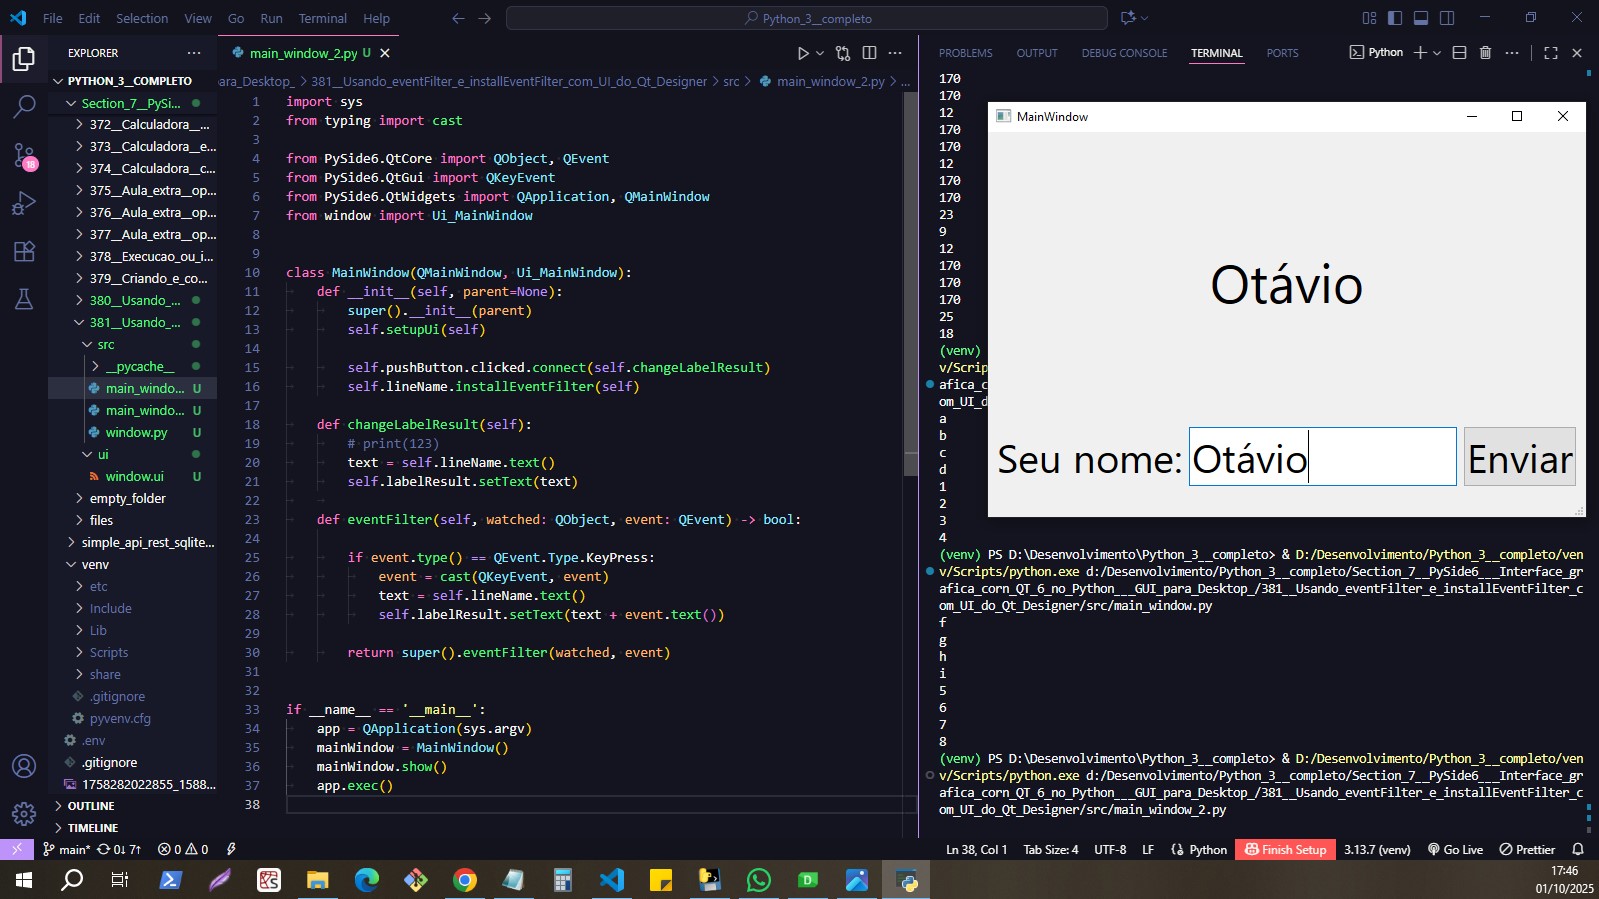 File Edit Selection View Go Run Terminal Help
Python_3__completo
EXPLORER
PYTHON_3__COMPLETO
Section_7__PySi...
372__Calculadora__...
373__Calculadora__e...
374__Calculadora__c...
375__Aula_extra__op...
376__Aula_extra__op...
377__Aula_extra__op...
378__Execucao_ou_i...
379__Criando_e_co...
380__Usando_...
381__Usando_...
src
__pycache__
main_windo... U
main_windo... U
window.py U
ui
window.ui U
empty_folder
files
simple_api_rest_sqlite...
venv
etc
Include
Lib
Scripts
share
.gitignore
pyvenv.cfg
.env
.gitignore
1758282022855_1588...
OUTLINE
TIMELINE
main_window_2.py U
ara_Desktop_ > 381__Usando_eventFilter_e_installEventFilter_com_UI_do_Qt_Designer > src > main_window_2.py > ...
1 import sys
2 from typing import cast
3
4 from PySide6.QtCore import QObject, QEvent
5 from PySide6.QtGui import QKeyEvent
6 from PySide6.QtWidgets import QApplication, QMainWindow
7 from window import Ui_MainWindow
8
9
10 class MainWindow(QMainWindow, Ui_MainWindow):
11 def __init__(self, parent=None):
12 super().__init__(parent)
13 self.setupUi(self)
14
15 self.pushButton.clicked.connect(self.changeLabelResult)
16 self.lineName.installEventFilter(self)
17
18 def changeLabelResult(self):
19 # print(123)
20 text = self.lineName.text()
21 self.labelResult.setText(text)
22
23 def eventFilter(self, watched: QObject, event: QEvent) -> bool:
24
25 if event.type() == QEvent.Type.KeyPress:
26 event = cast(QKeyEvent, event)
27 text = self.lineName.text()
28 self.labelResult.setText(text + event.text())
29
30 return super().eventFilter(watched, event)
31
32
33 if __name__ == '__main__':
34 app = QApplication(sys.argv)
35 mainWindow = MainWindow()
36 mainWindow.show()
37 app.exec()
38
PROBLEMS OUTPUT DEBUG CONSOLE TERMINAL PORTS
Python
170
170
12
170
170
12
170
170
23
9
12
170
170
170
25
18
(venv)
v/Scrip
afica_c
om_UI_d
a
b
c
d
1
2
3
4
(venv) PS D:\Desenvolvimento\Python_3__completo> & D:/Desenvolvimento/Python_3__completo/ven
v/Scripts/python.exe d:/Desenvolvimento/Python_3__completo/Section_7__PySide6___Interface_gr
afica_corn_QT_6_no_Python___GUI_para_Desktop_/381__Usando_eventFilter_e_installEventFilter_c
om_UI_do_Qt_Designer/src/main_window.py
f
g
h
i
5
6
7
8
(venv) PS D:\Desenvolvimento\Python_3__completo> & D:/Desenvolvimento/Python_3__completo/ven
v/Scripts/python.exe d:/Desenvolvimento/Python_3__completo/Section_7__PySide6___Interface_gr
afica_corn_QT_6_no_Python___GUI_para_Desktop_/381__Usando_eventFilter_e_installEventFilter_c
om_UI_do_Qt_Designer/src/main_window_2.py
MainWindow
Otávio
Seu nome: Otávio Enviar
18
main* 0↓ 7↑ 0 0
Ln 38, Col 1 Tab Size: 4 UTF-8 LF Python Finish Setup 3.13.7 (venv) Go Live Prettier
17:46
01/10/2025